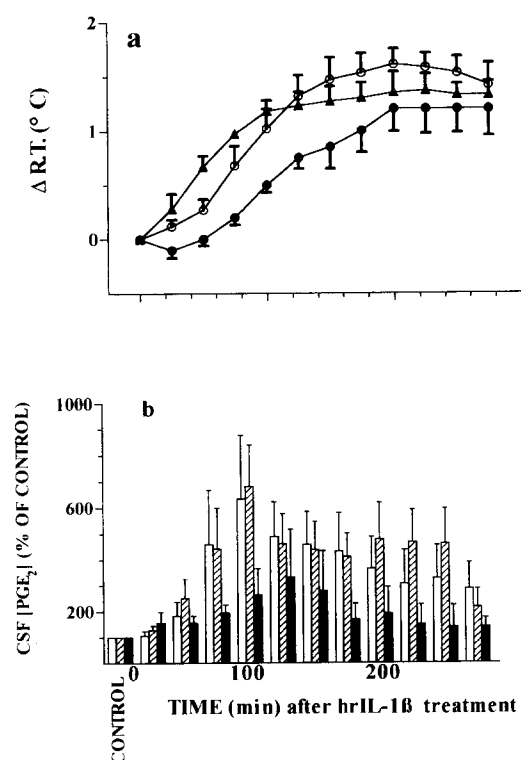 2
a
1
0
Δ R.T. (° C)
1000
b
600
200
CSF [PGE₂] (% OF CONTROL)
CONTROL
0 100 200
TIME (min) after hrIL-1ß treatment